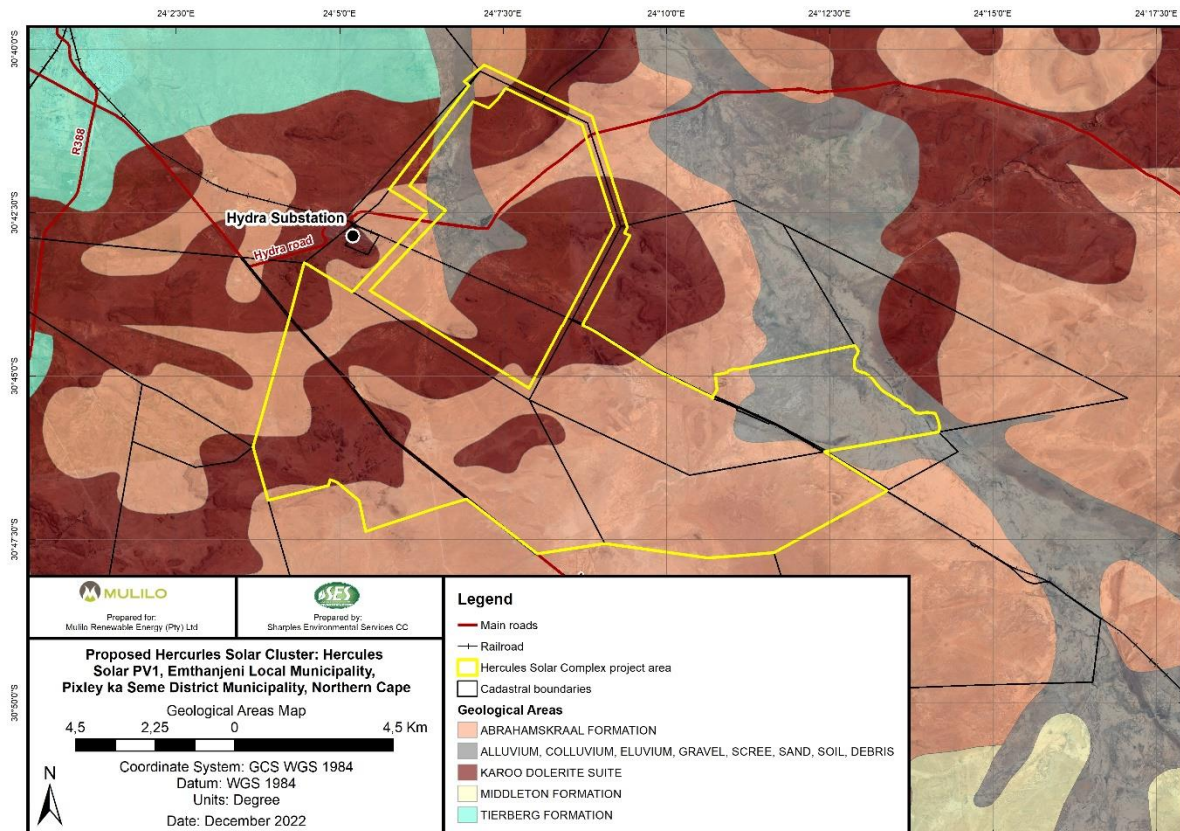 24°2'30"E 24°5'0"E 24°7'30"E 24°10'0"E 24°12'30"E 24°15'0"E 24°17'30"E
30°40'0"S
30°42'30"S
30°45'0"S
30°47'30"S
30°50'0"S
R388
Hydra Substation
Hydra road
MULILO
Prepared for:
Mulilo Renewable Energy (Pty) Ltd
SES
Prepared by:
Sharples Environmental Services CC
Proposed Hercurles Solar Cluster: Hercules
Solar PV1, Emthanjeni Local Municipality,
Pixley ka Seme District Municipality, Northern Cape
Geological Areas Map
4,5 2,25 0 4,5 Km
N
Coordinate System: GCS WGS 1984
Datum: WGS 1984
Units: Degree
Date: December 2022
Legend
Main roads
Railroad
Hercules Solar Complex project area
Cadastral boundaries
Geological Areas
ABRAHAMSKRAAL FORMATION
ALLUVIUM, COLLUVIUM, ELUVIUM, GRAVEL, SCREE, SAND, SOIL, DEBRIS
KAROO DOLERITE SUITE
MIDDLETON FORMATION
TIERBERG FORMATION